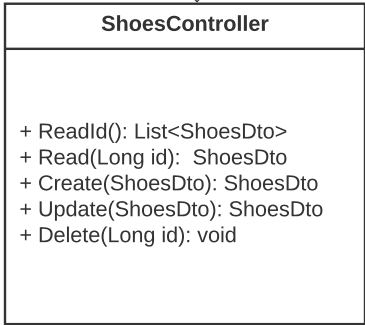 ShoesController
+ ReadId(): List<ShoesDto>
+ Read(Long id):  ShoesDto
+ Create(ShoesDto): ShoesDto
+ Update(ShoesDto): ShoesDto
+ Delete(Long id): void